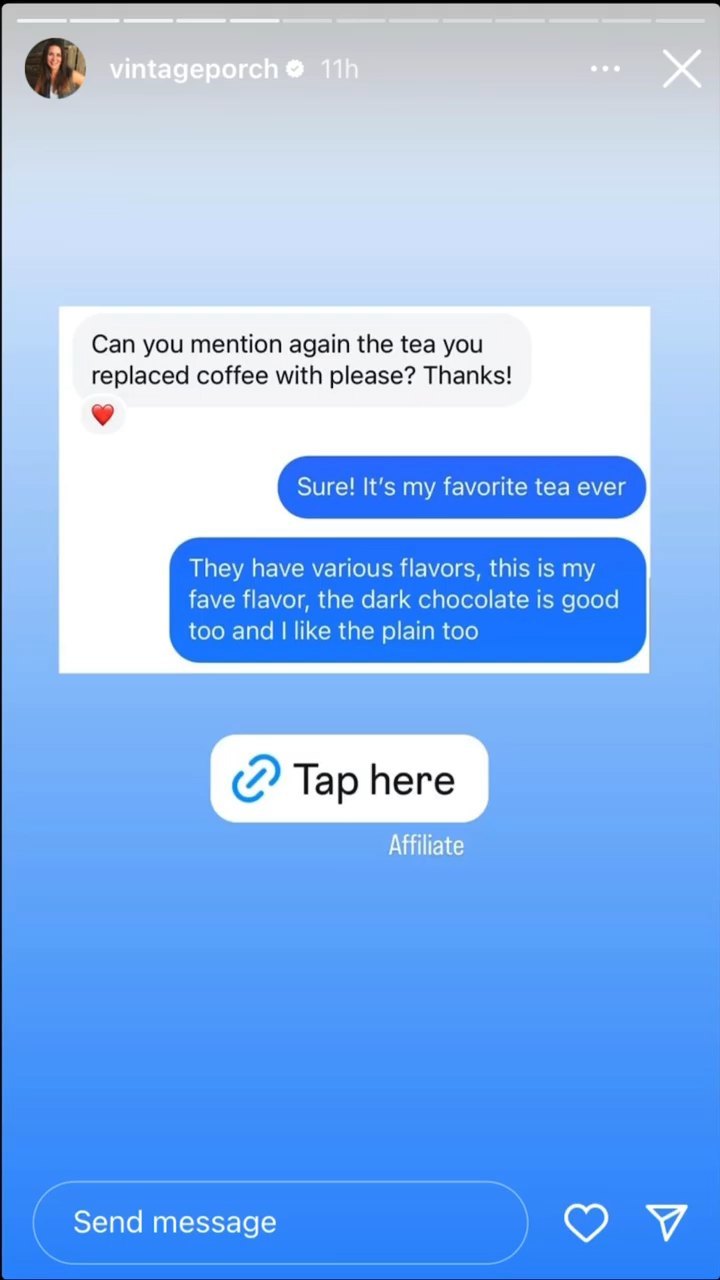 vintageporch 11h
Can you mention again the tea you
replaced coffee with please? Thanks!
Sure! It's my favorite tea ever
They have various flavors, this is my
fave flavor, the dark chocolate is good
too and I like the plain too
Tap here
Affiliate
Send message